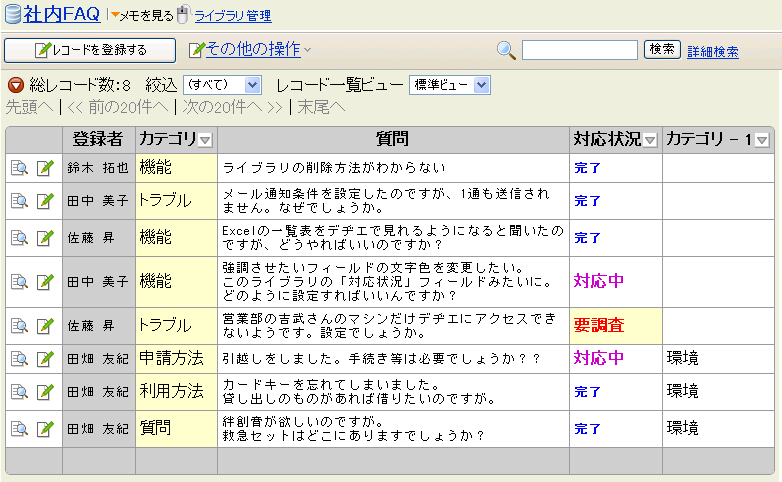 社内FAQ メモを見る ライブラリ管理
レコードを登録する その他の操作 検索 詳細検索
総レコード数:8 絞込 (すべて) レコード一覧ビュー 標準ビュー
先頭へ | << 前の20件へ | 次の20件へ >> | 末尾へ
登録者 カテゴリ 質問 対応状況 カテゴリ - 1
鈴木 拓也 機能 ライブラリの削除方法がわからない 完了
田中 美子 トラブル メール通知条件を設定したのですが、1通も送信され
ません。なぜでしょうか。 完了
佐藤 昇 機能 Excelの一覧表をデヂエで見れるようになると聞いたの
ですが、どうやればいいのですか? 完了
田中 美子 機能 強調させたいフィールドの文字色を変更したい。
このライブラリの「対応状況」フィールドみたいに。
どのように設定すればいいんですか? 対応中
佐藤 昇 トラブル 営業部の吉武さんのマシンだけデヂエにアクセスでき
ないようです。設定でしょうか。 要調査
田畑 友紀 申請方法 引越しをしました。手続き等は必要でしょうか?? 対応中 環境
田畑 友紀 利用方法 カードキーを忘れてしまいました。
貸し出しのものがあれば借りたいのですが。 完了 環境
田畑 友紀 質問 絆創膏が欲しいのですが。
救急セットはどこにありますでしょうか? 完了 環境